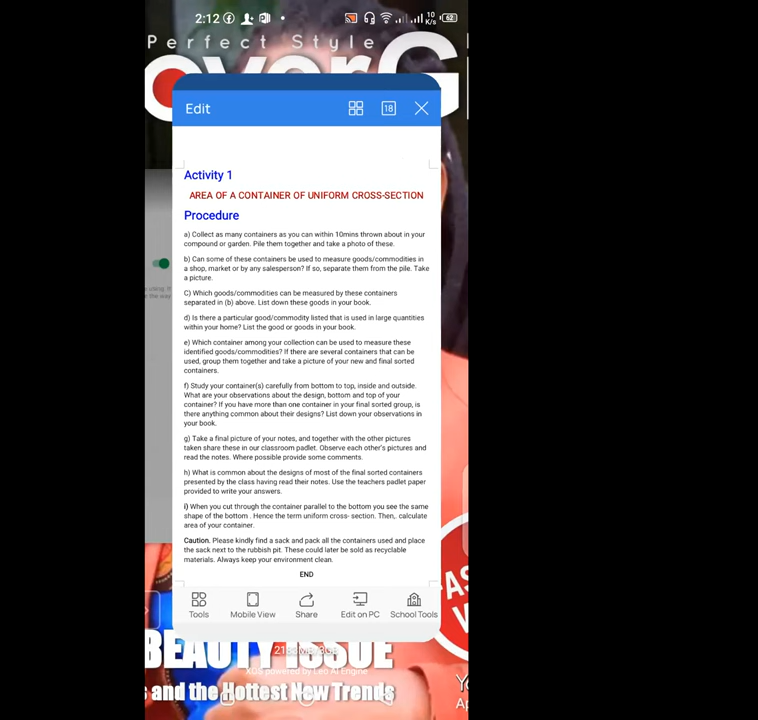 2:12
10
K/s
62
Perfect Style
overG
Edit
18
Activity 1
AREA OF A CONTAINER OF UNIFORM CROSS-SECTION
Procedure
a) Collect as many containers as you can within 10mins thrown about in your
compound or garden. Pile them together and take a photo of these.
b) Can some of these containers be used to measure goods/commodities in
a shop, market or by any salesperson? If so, separate them from the pile. Take
a picture.
C) Which goods/commodities can be measured by these containers
separated in (b) above. List down these goods in your book.
d) Is there a particular good/commodity listed that is used in large quantities
within your home? List the good or goods in your book.
e) Which container among your collection can be used to measure these
identified goods/commodities? If there are several containers that can be
used, group them together and take a picture of your new and final sorted
containers.
f) Study your container(s) carefully from bottom to top, inside and outside.
What are your observations about the design, bottom and top of your
container? If you have more than one container in your final sorted group, is
there anything common about their designs? List down your observations in
your book.
g) Take a final picture of your notes, and together with the other pictures
taken share these in our classroom padlet. Observe each other's pictures and
read the notes. Where possible provide some comments.
h) What is common about the designs of most of the final sorted containers
presented by the class having read their notes. Use the teachers padlet paper
provided to write your answers.
i) When you cut through the container parallel to the bottom you see the same
shape of the bottom . Hence the term uniform cross- section. Then,. calculate
area of your container.
Caution. Please kindly find a sack and pack all the containers used and place
the sack next to the rubbish pit. These could later be sold as recyclable
materials. Always keep your environment clean.
END
Tools
Mobile View
Share
Edit on PC
School Tools
BEAUTY ISSUE
XOS powered by Leo AI Engine
and the Hottest New Trends